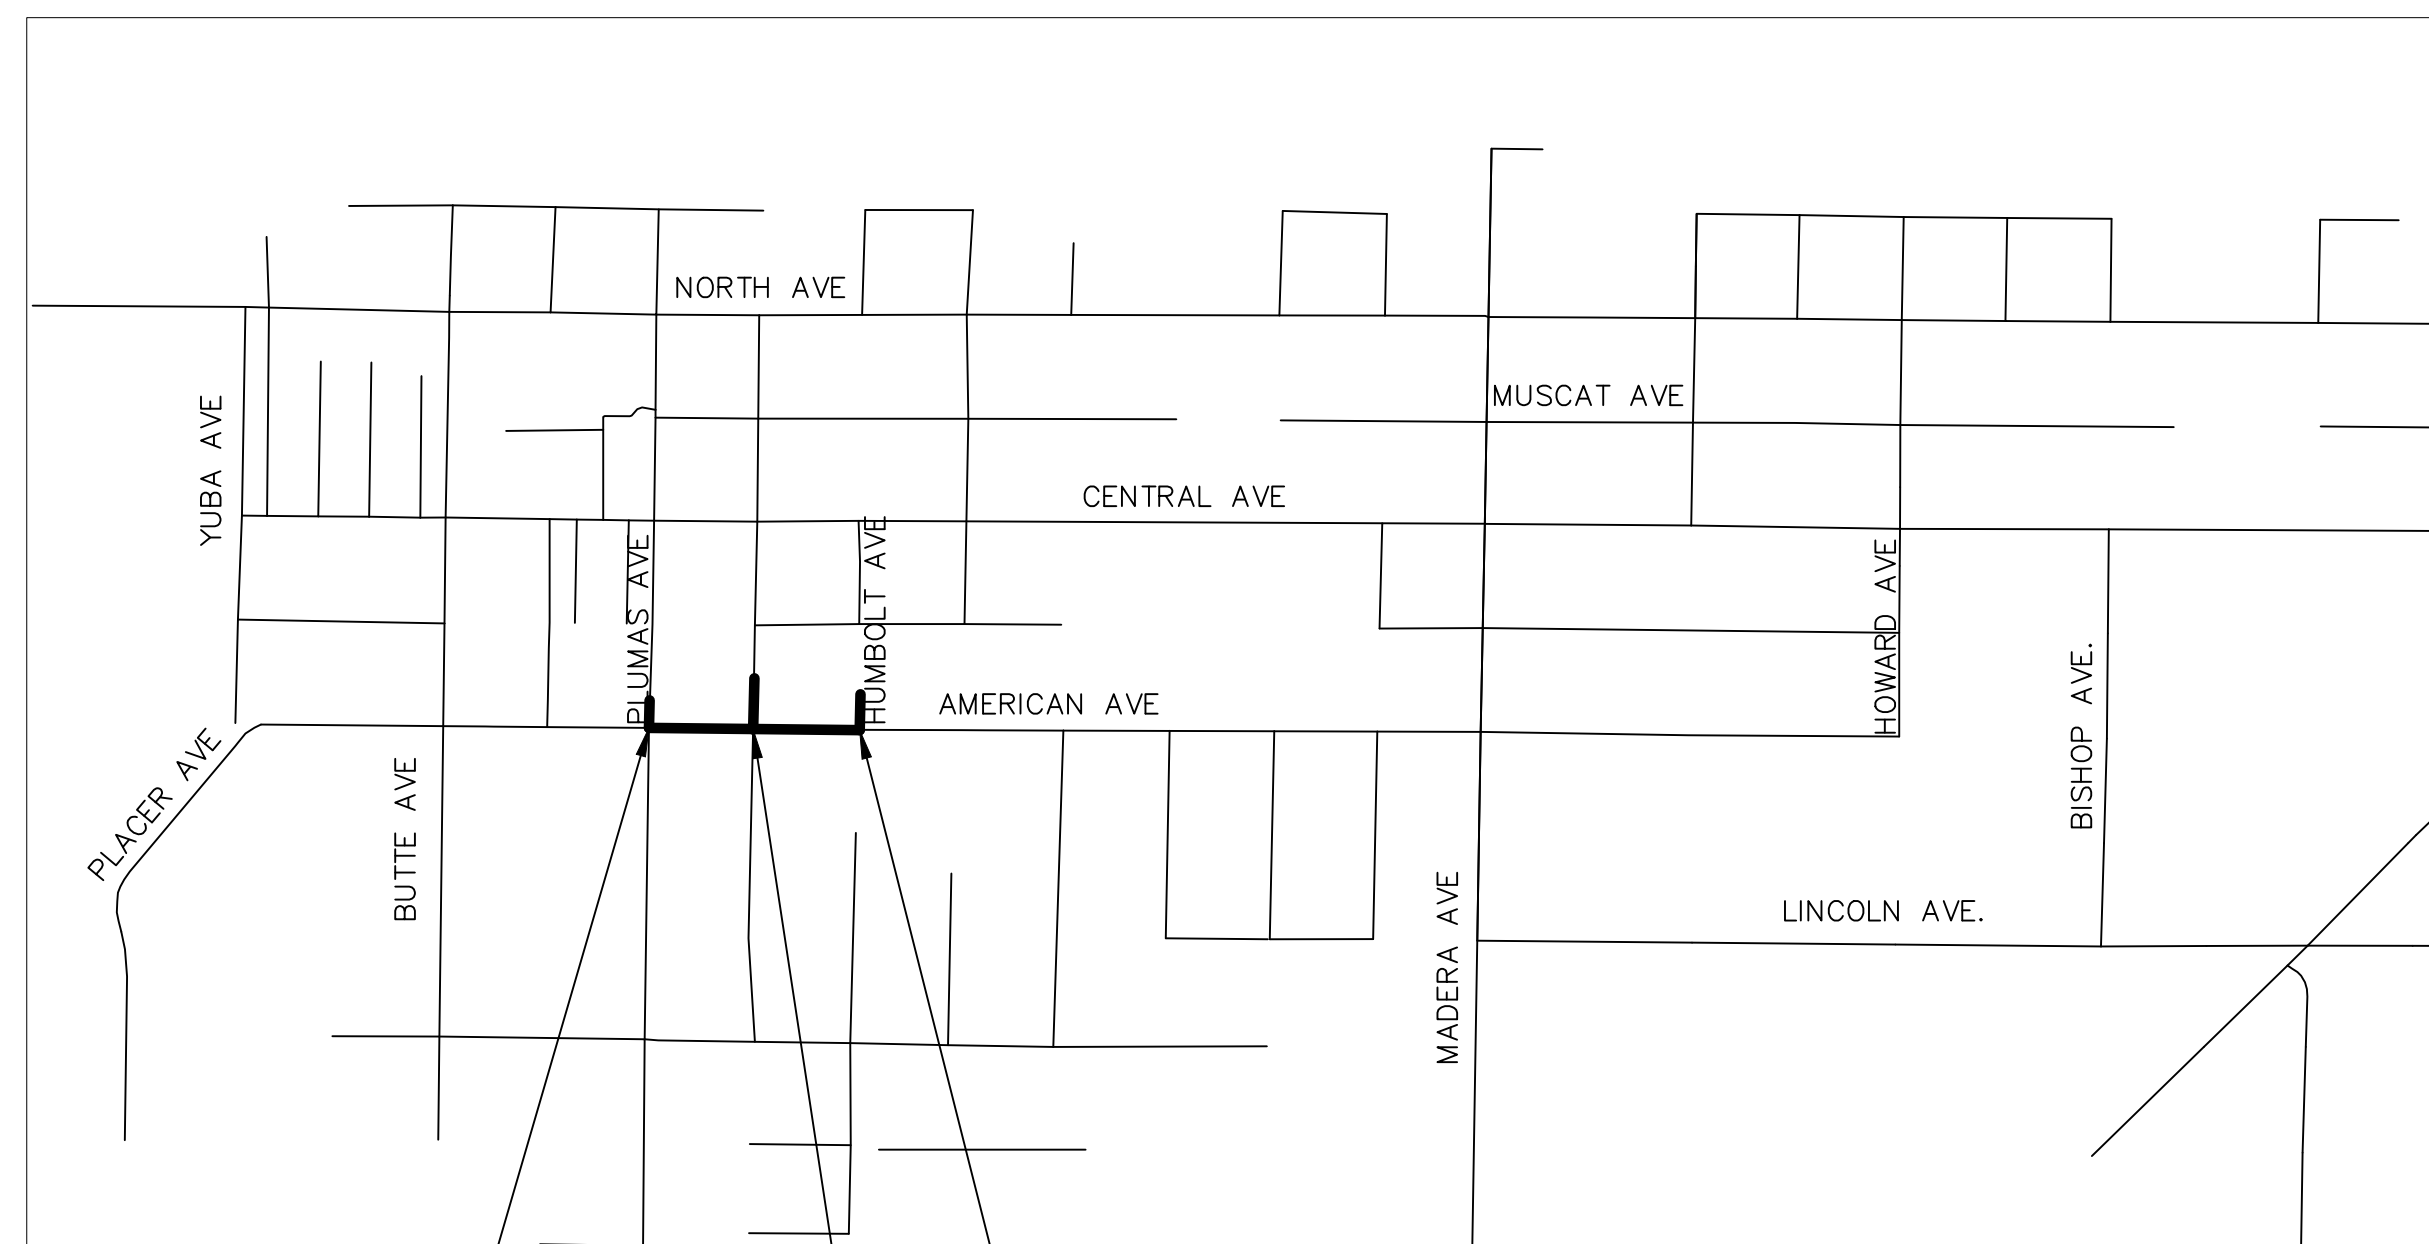 NORTH AVE
MUSCAT AVE
YUBA AVE
CENTRAL AVE
PLUMAS AVE
HUMBOLT AVE
HOWARD AVE
AMERICAN AVE
BISHOP AVE.
PLACER AVE
BUTTE AVE
MADERA AVE
LINCOLN AVE.